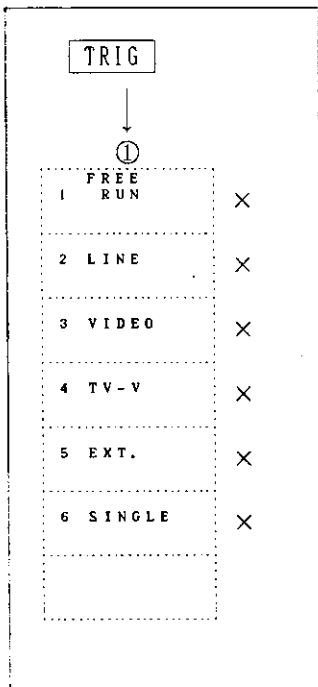 TRIG
①
FREE
1 RUN ×
2 LINE ×
3 VIDEO ×
4 TV-V ×
5 EXT. ×
6 SINGLE ×